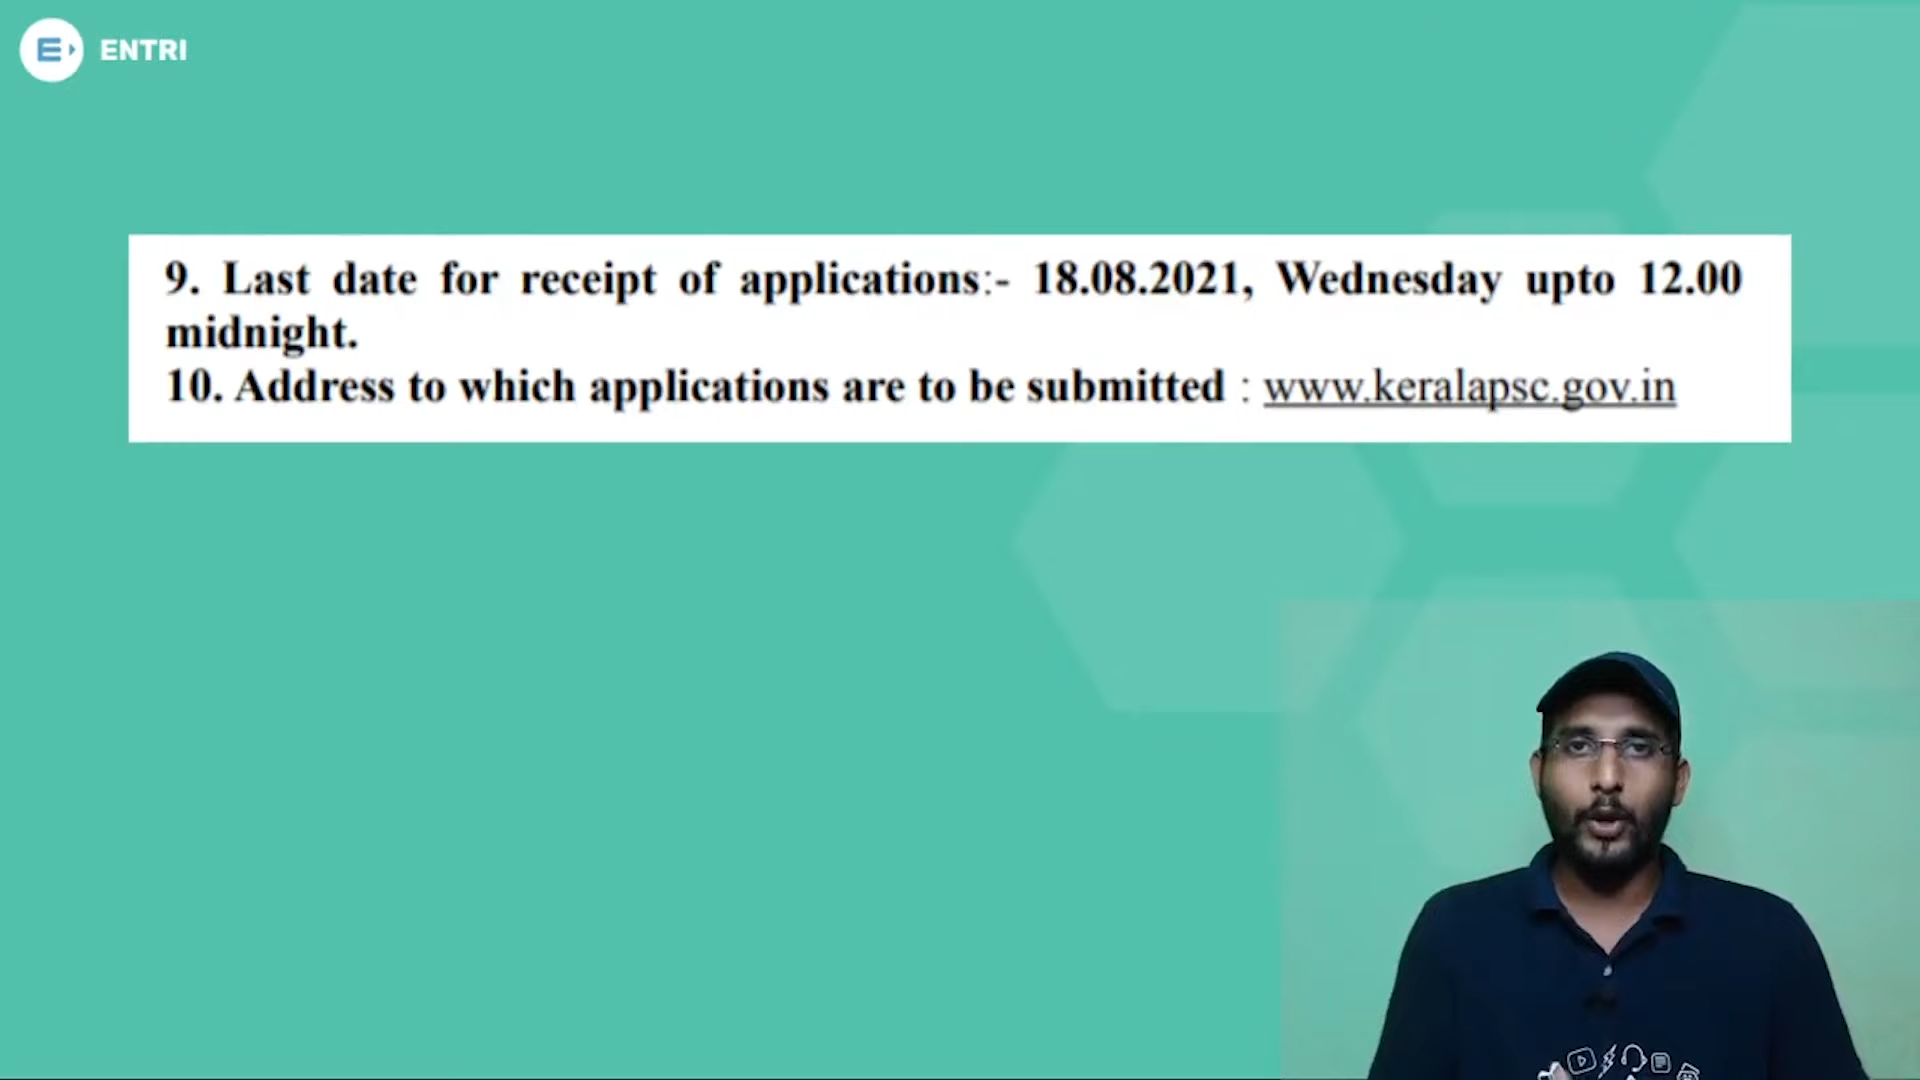 ENTRI
9. Last date for receipt of applications:- 18.08.2021, Wednesday upto 12.00
midnight.
10. Address to which applications are to be submitted : www.keralapsc.gov.in